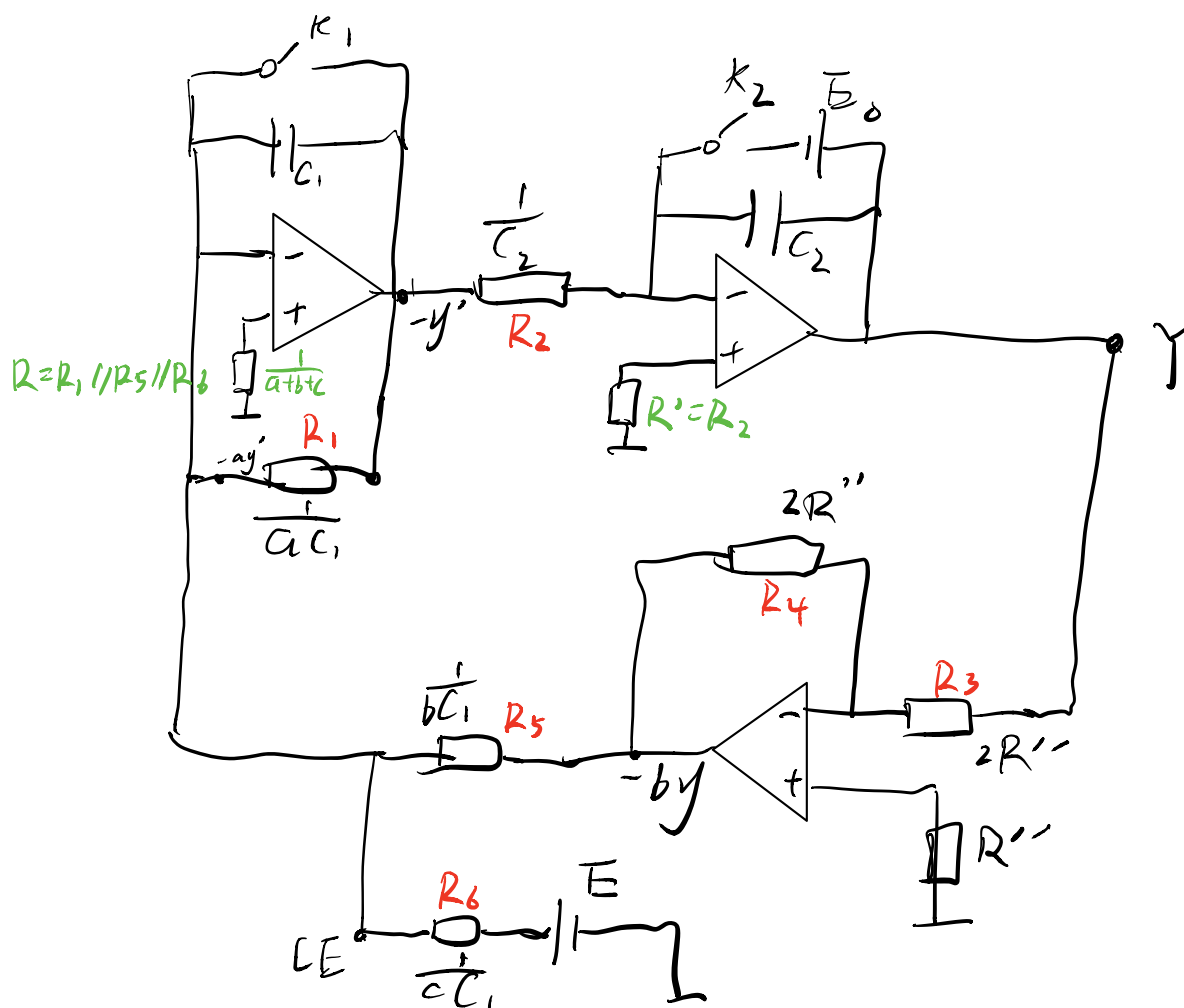 K1
C1
-
+
R=R1//R5//R6
1/(a+b+c)
-ay'
R1
1/(aC1)
-y'
1/C2
R2
K2
E0
C2
-
+
R'=R2
Y
2R''
R4
1/(bC1)
R5
-by
-
+
R3
2R''
R''
E
R6
CE
1/(cC1)